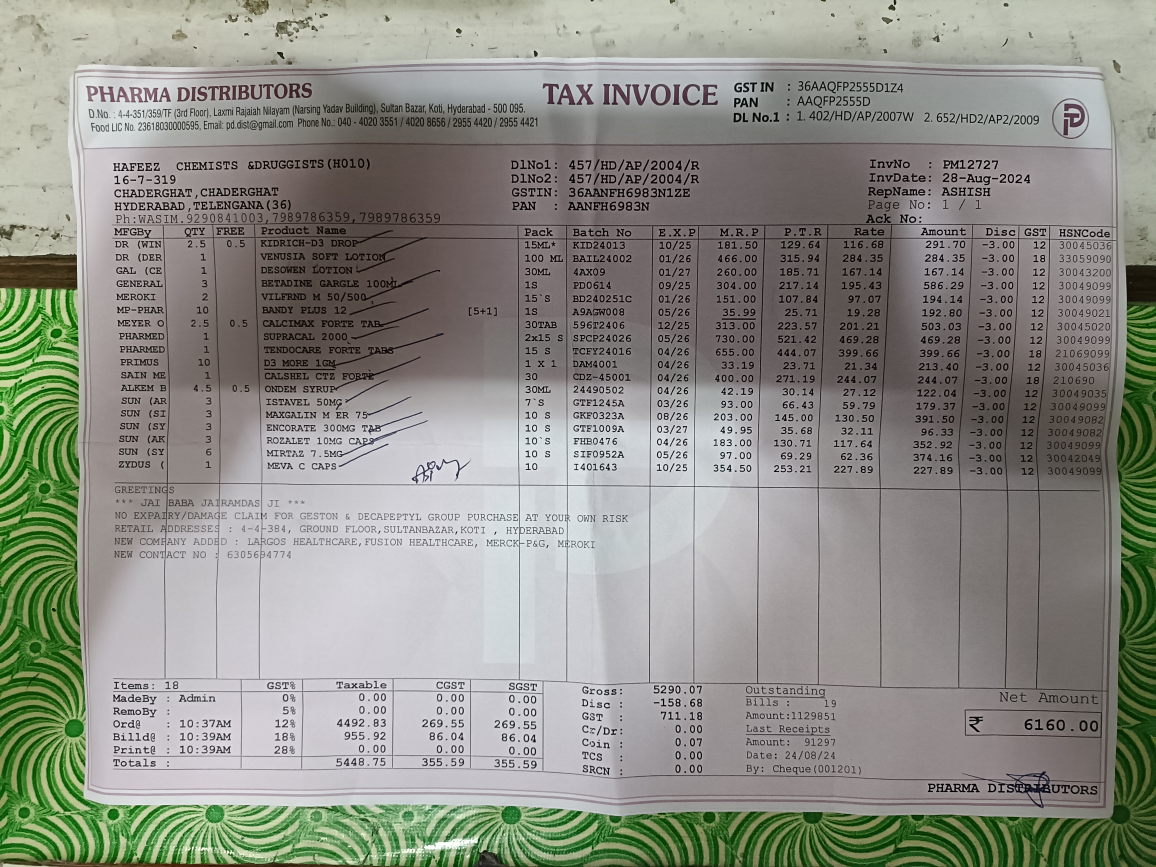 PHARMA DISTRIBUTORS
D.No. : 4-4-351/359/TF (3rd Floor), Laxmi Rajaiah Nilayam (Narsing Yadav Building), Sultan Bazar, Koti, Hyderabad - 500 095.
Food LIC No. 23618030000595, Email: pd.dist@gmail.com Phone No.: 040 - 4020 3551 / 4020 8656 / 2955 4420 / 2955 4421
TAX INVOICE
GST IN : 36AAQFP2555D1Z4
PAN : AAQFP2555D
DL No.1 : 1. 402/HD/AP/2007W 2. 652/HD2/AP2/2009
HAFEEZ CHEMISTS &DRUGGISTS(H010)
16-7-319
CHADERGHAT,CHADERGHAT
HYDERABAD,TELENGANA(36)
Ph:WASIM.9290841003,7989786359,7989786359
DlNo1: 457/HD/AP/2004/R
DlNo2: 457/HD/AP/2004/R
GSTIN: 36AANFH6983N1ZE
PAN : AANFH6983N
InvNo : PM12727
InvDate: 28-Aug-2024
RepName: ASHISH
Page No: 1 / 1
Ack No:
MFGBy QTY FREE Product Name Pack Batch No E.X.P M.R.P P.T.R Rate Amount Disc GST HSNCode
DR (WIN 2.5 0.5 KIDRICH-D3 DROP 15ML* KID24013 10/25 181.50 129.64 116.68 291.70 -3.00 12 30045036
DR (DER 1 VENUSIA SOFT LOTION 100 ML BAIL24002 01/26 466.00 315.94 284.35 284.35 -3.00 18 33059090
GAL (CE 1 DESOWEN LOTION 30ML 4AX09 01/27 260.00 185.71 167.14 167.14 -3.00 12 30043200
GENERAL 3 BETADINE GARGLE 100ML 1S PD0614 09/25 304.00 217.14 195.43 586.29 -3.00 12 30049099
MEROKI 2 VILFRND M 50/500 15`S BD240251C 01/26 151.00 107.84 97.07 194.14 -3.00 12 30049099
MP-PHAR 10 BANDY PLUS 12 [5+1] 1S A9AGW008 05/26 35.99 25.71 19.28 192.80 -3.00 12 30049021
MEYER O 2.5 0.5 CALCIMAX FORTE TAB 30TAB 596T2406 12/25 313.00 223.57 201.21 503.03 -3.00 12 30045020
PHARMED 1 SUPRACAL 2000 2x15 S SPCP24026 05/26 730.00 521.42 469.28 469.28 -3.00 12 30049099
PHARMED 1 TENDOCARE FORTE TABS 15 S TCFY24016 04/26 655.00 444.07 399.66 399.66 -3.00 18 21069099
PRIMUS 10 D3 MORE 1GM 1 X 1 DAM4001 04/26 33.19 23.71 21.34 213.40 -3.00 12 30045036
SAIN ME 1 CALSHEL CTZ FORTE 30 CDZ-45001 04/26 400.00 271.19 244.07 244.07 -3.00 18 210690
ALKEM B 4.5 0.5 ONDEM SYRUP 30ML 24490502 04/26 42.19 30.14 27.12 122.04 -3.00 12 30049035
SUN (AR 3 ISTAVEL 50MG 7`S GTF1245A 03/26 93.00 66.43 59.79 179.37 -3.00 12 30049099
SUN (SI 3 MAXGALIN M ER 75 10 S GKF0323A 08/26 203.00 145.00 130.50 391.50 -3.00 12 30049082
SUN (SY 3 ENCORATE 300MG TAB 10 S GTF1009A 03/27 49.95 35.68 32.11 96.33 -3.00 12 30049082
SUN (AK 3 ROZALET 10MG CAPS 10`S FHB0476 04/26 183.00 130.71 117.64 352.92 -3.00 12 30049099
SUN (SY 6 MIRTAZ 7.5MG 10 S SIF0952A 05/26 97.00 69.29 62.36 374.16 -3.00 12 30042049
ZYDUS ( 1 MEVA C CAPS 10 I401643 10/25 354.50 253.21 227.89 227.89 -3.00 12 30049099
GREETINGS
*** JAI BABA JAIRAMDAS JI ***
NO EXPAIRY/DAMAGE CLAIM FOR GESTON & DECAPEPTYL GROUP PURCHASE AT YOUR OWN RISK
RETAIL ADDRESSES : 4-4-384, GROUND FLOOR,SULTANBAZAR,KOTI , HYDERABAD
NEW COMPANY ADDED : LARGOS HEALTHCARE,FUSION HEALTHCARE, MERCK-P&G, MEROKI
NEW CONTACT NO : 6305694774
Items: 18 GST% Taxable CGST SGST
MadeBy : Admin 0% 0.00 0.00 0.00
RemoBy : 5% 0.00 0.00 0.00
Ord@ : 10:37AM 12% 4492.83 269.55 269.55
Billd@ : 10:39AM 18% 955.92 86.04 86.04
Print@ : 10:39AM 28% 0.00 0.00 0.00
Totals : 5448.75 355.59 355.59
Gross: 5290.07
Disc : -158.68
GST : 711.18
Cr/Dr: 0.00
Coin : 0.07
TCS : 0.00
SRCN : 0.00
Outstanding
Bills : 19
Amount:1129851
Last Receipts
Amount: 91297
Date: 24/08/24
By: Cheque(001201)
Net Amount
₹ 6160.00
PHARMA DISTRIBUTORS